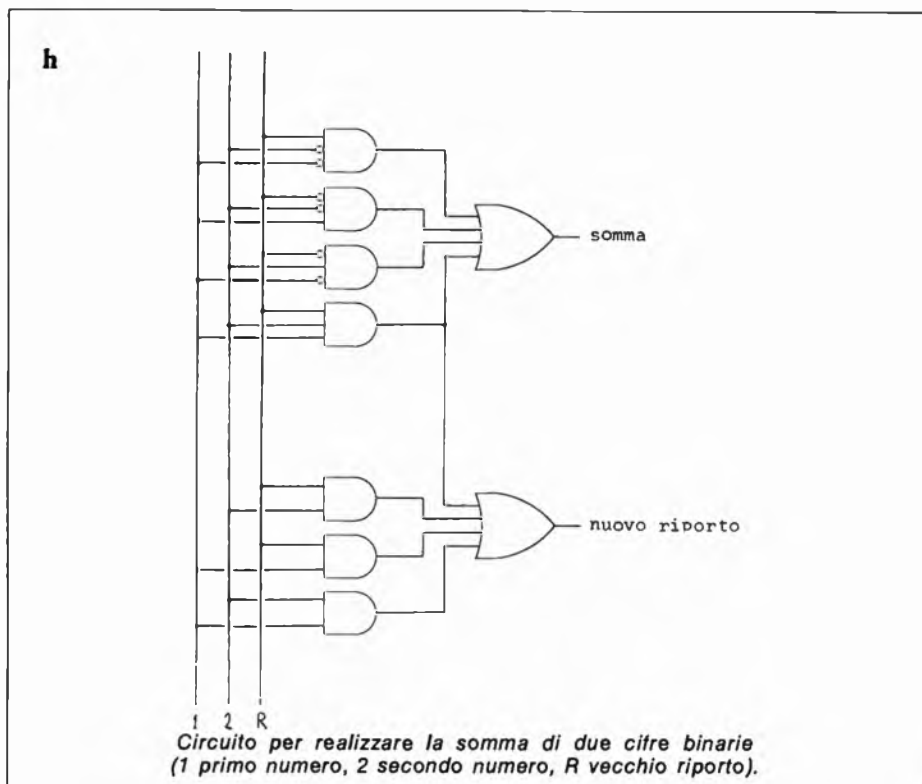 h
somma
nuovo riporto
1 2 R
Circuito per realizzare la somma di due cifre binarie
(1 primo numero, 2 secondo numero, R vecchio riporto).